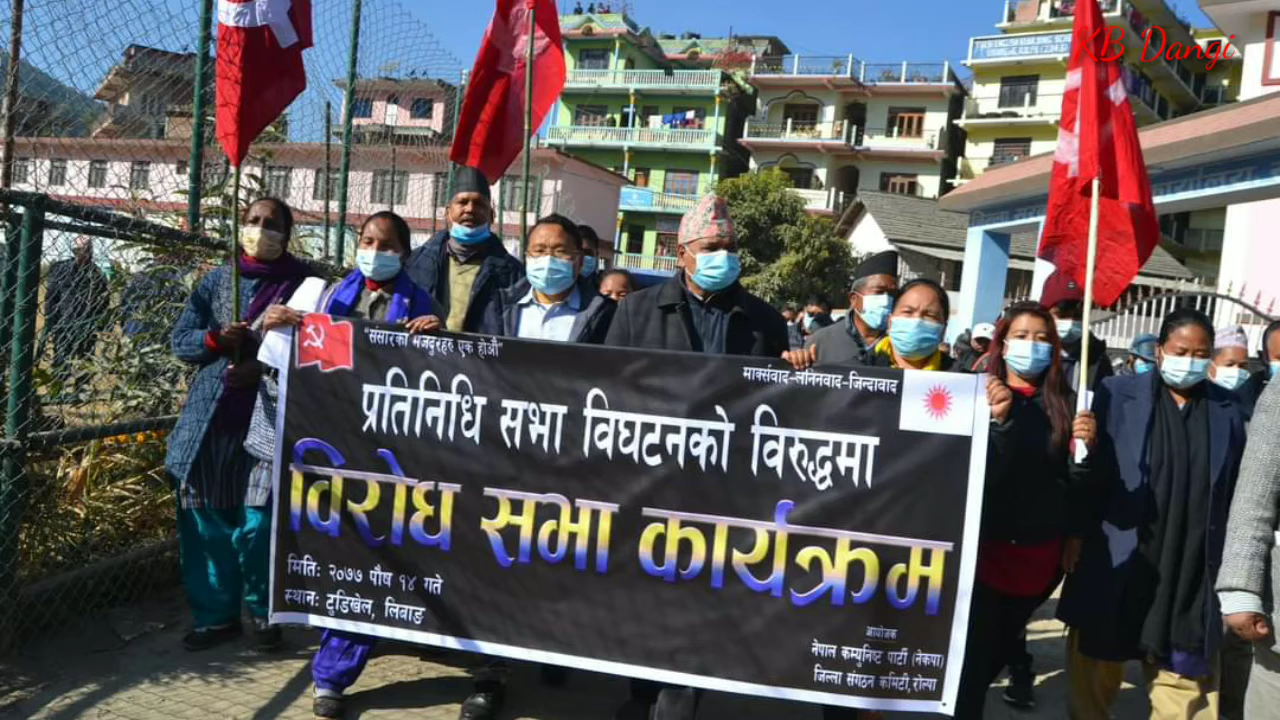 KB Dangi
"संसारका मजदुरहरु एक होऔं"
मार्क्सवाद-लेनिनवाद-जिन्दावाद
प्रतिनिधि सभा विघटनको विरुद्धमा
विरोध सभा कार्यक्रम
मिति: २०७७ पौष १४ गते
स्थान: टुडिखेल, लिवाङ
आयोजक
नेपाल कम्युनिष्ट पार्टी (नेकपा)
जिल्ला संगठन कमिटी, रोल्पा